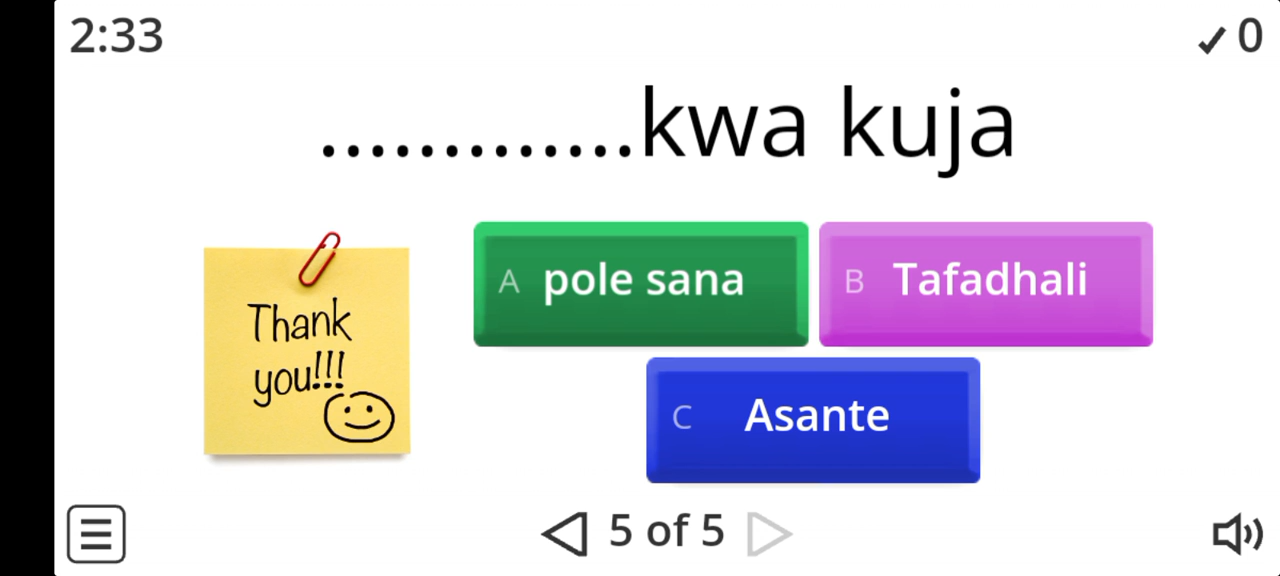 2:33
✓ 0
.............kwa kuja
Thank
you!!!
A pole sana
B Tafadhali
C Asante
5 of 5